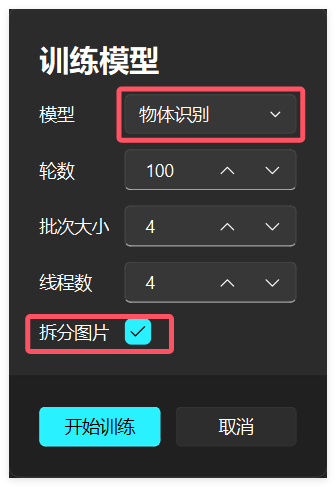 训练模型
模型 物体识别
轮数 100
批次大小 4
线程数 4
拆分图片
开始训练 取消